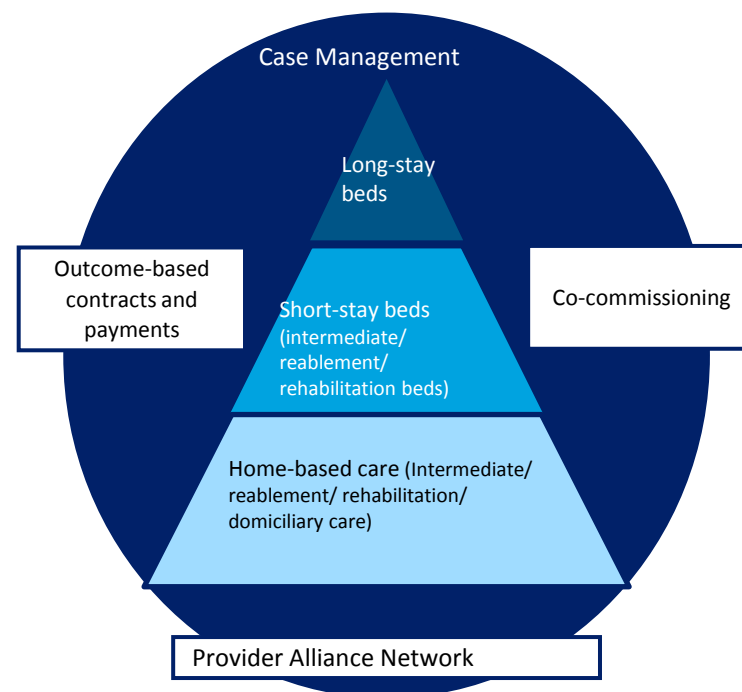 Case Management
Long-stay
beds
Outcome-based
contracts and
payments
Co-commissioning
Short-stay beds
(intermediate/
reablement/
rehabilitation beds)
Home-based care (Intermediate/
reablement/ rehabilitation/
domiciliary care)
Provider Alliance Network